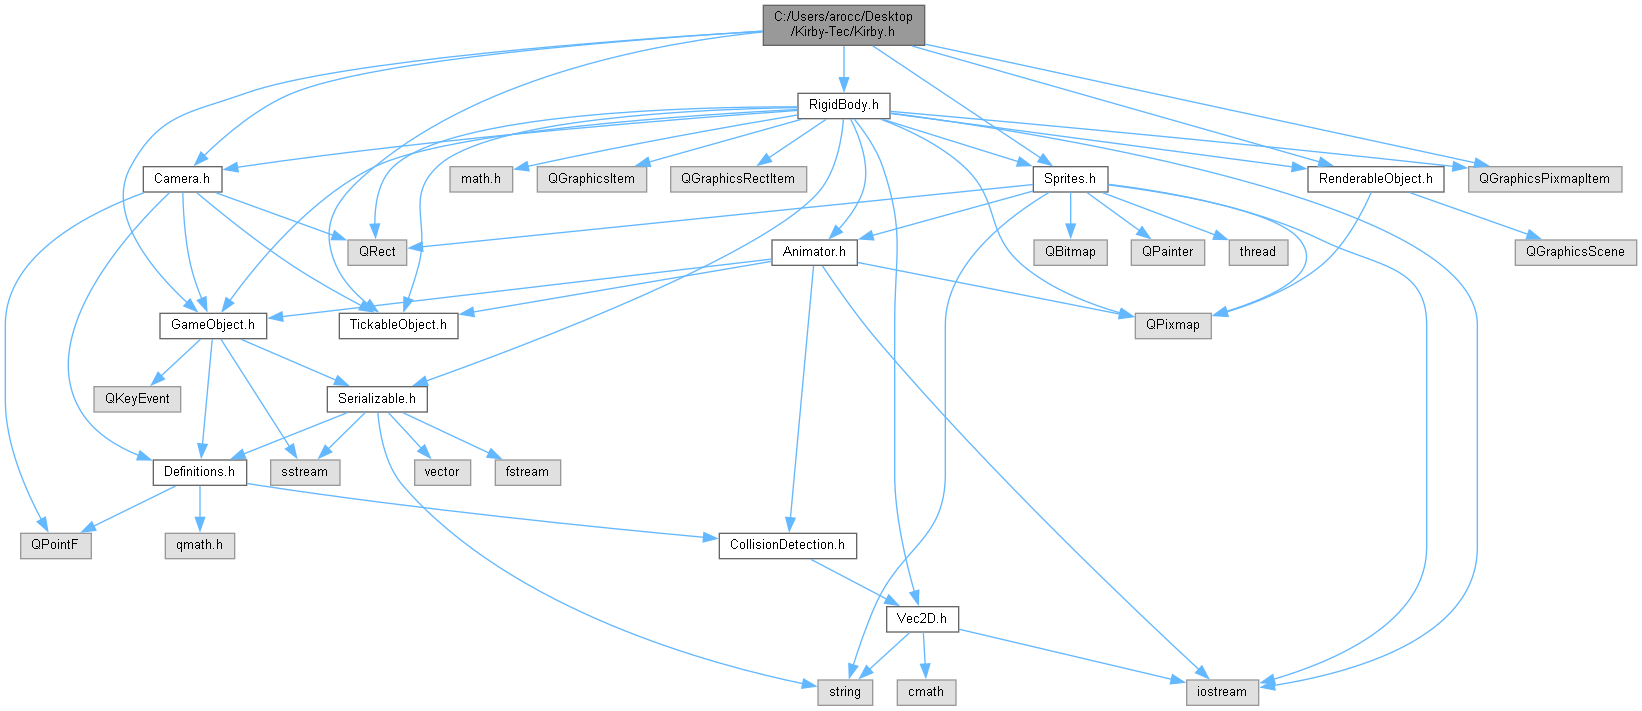 C:/Users/arocc/Desktop
/Kirby-Tec/Kirby.h
RigidBody.h
Camera.h
math.h
QGraphicsItem
QGraphicsRectItem
Sprites.h
RenderableObject.h
QGraphicsPixmapItem
QRect
Animator.h
QBitmap
QPainter
thread
QGraphicsScene
GameObject.h
TickableObject.h
QPixmap
QKeyEvent
Serializable.h
Definitions.h
sstream
vector
fstream
QPointF
qmath.h
CollisionDetection.h
Vec2D.h
string
cmath
iostream